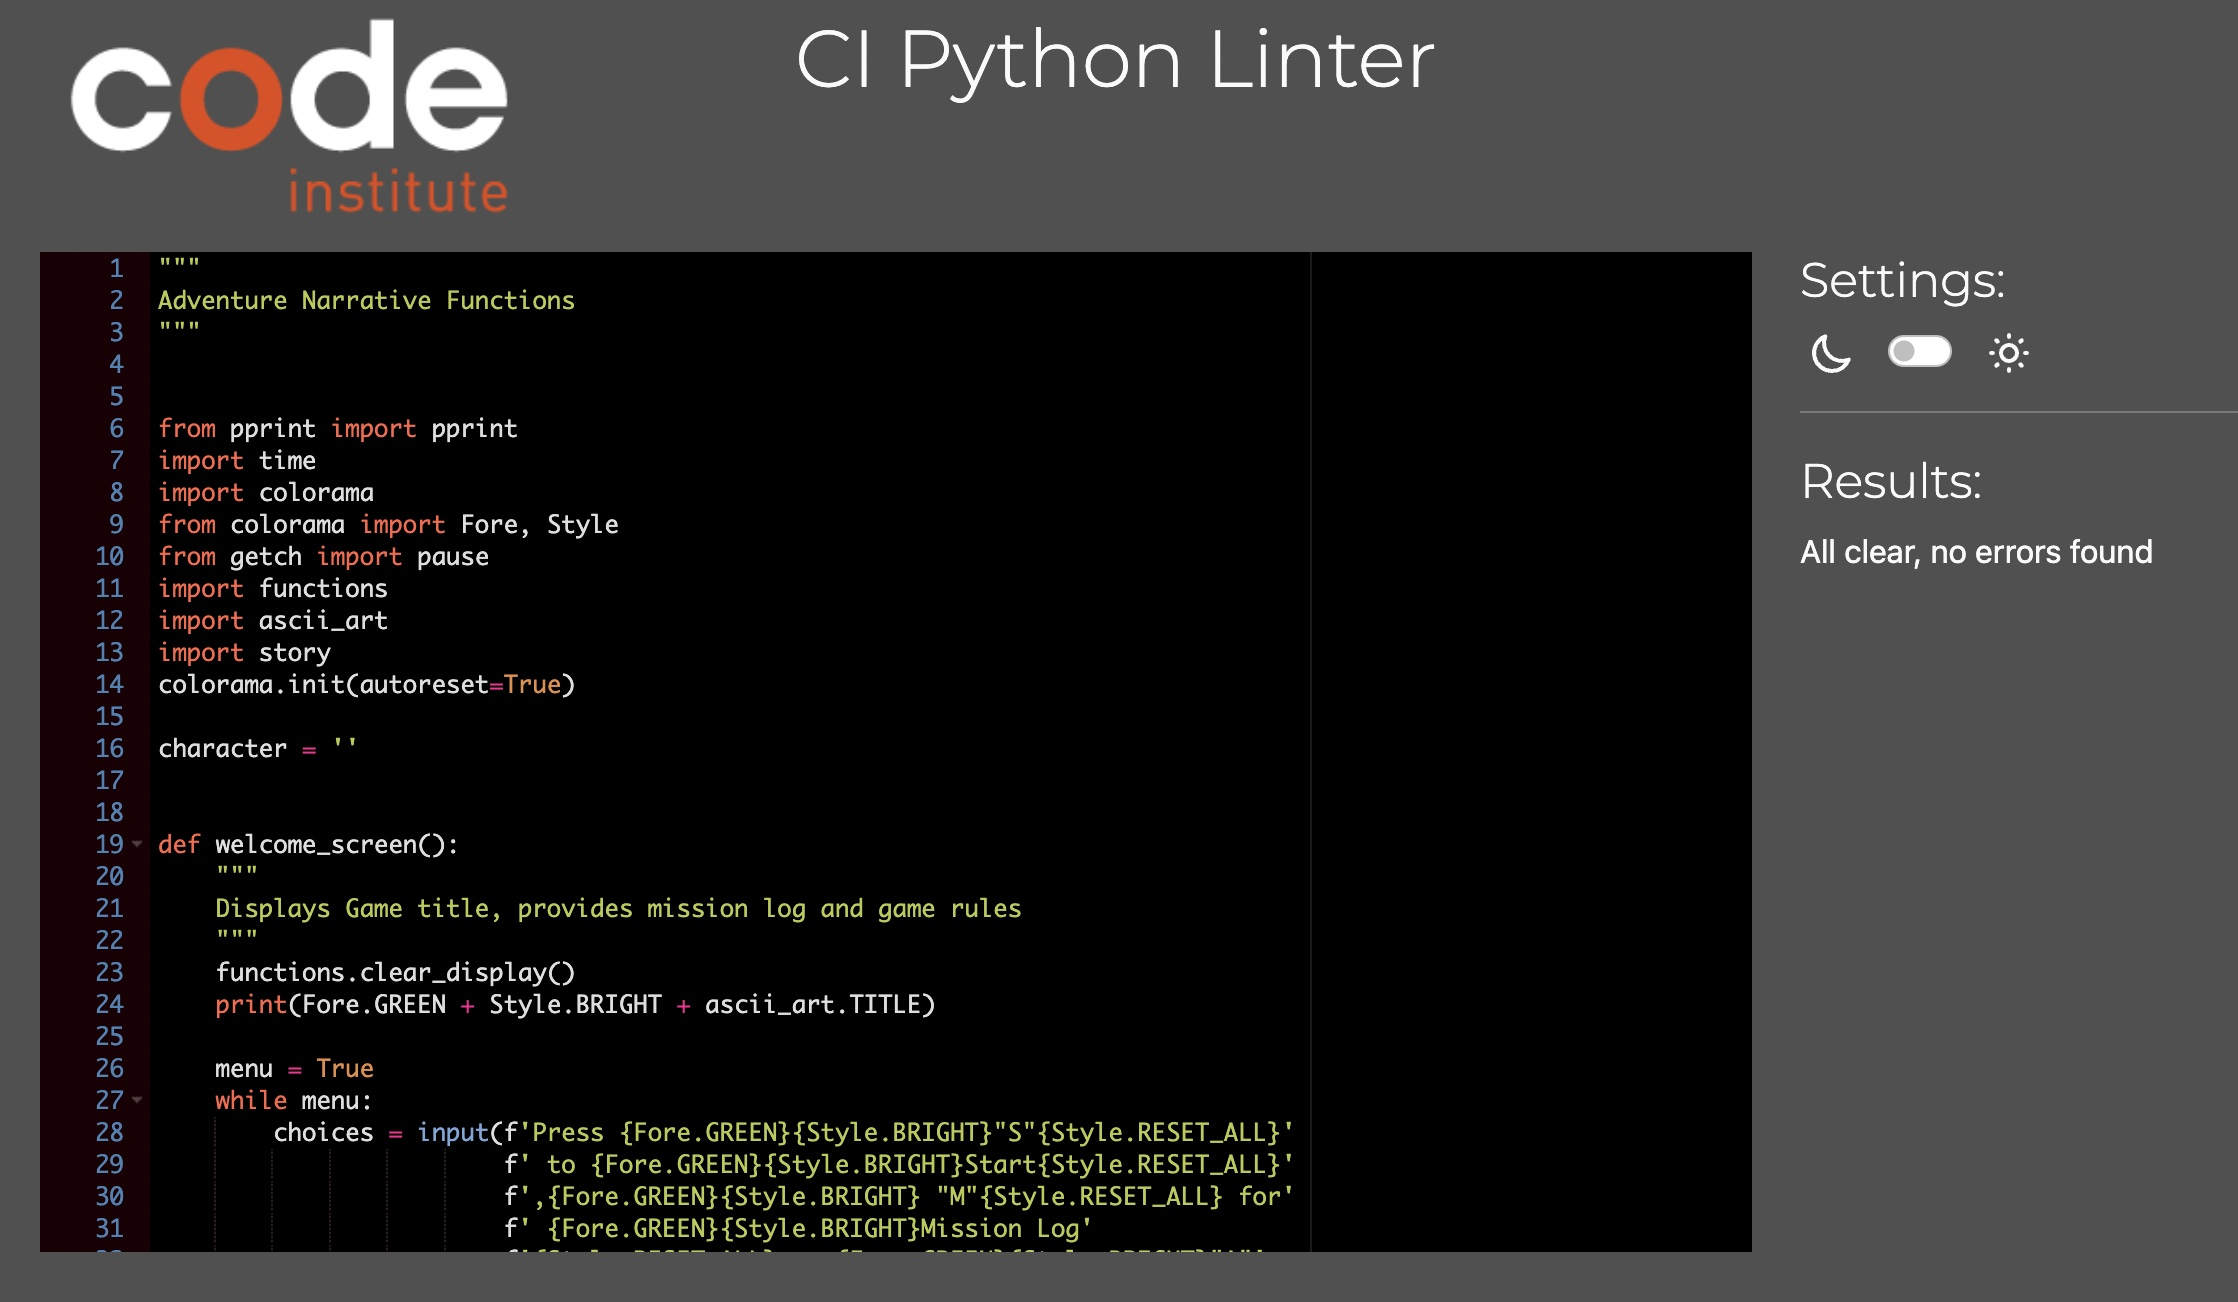 code
institute
CI Python Linter
1 """
2 Adventure Narrative Functions
3 """
4
5
6 from pprint import pprint
7 import time
8 import colorama
9 from colorama import Fore, Style
10 from getch import pause
11 import functions
12 import ascii_art
13 import story
14 colorama.init(autoreset=True)
15
16 character = ''
17
18
19 def welcome_screen():
20     """
21     Displays Game title, provides mission log and game rules
22     """
23     functions.clear_display()
24     print(Fore.GREEN + Style.BRIGHT + ascii_art.TITLE)
25
26     menu = True
27     while menu:
28         choices = input(f'Press {Fore.GREEN}{Style.BRIGHT}"S"{Style.RESET_ALL}'
29                         f' to {Fore.GREEN}{Style.BRIGHT}Start{Style.RESET_ALL}'
30                         f',{Fore.GREEN}{Style.BRIGHT} "M"{Style.RESET_ALL} for'
31                         f' {Fore.GREEN}{Style.BRIGHT}Mission Log'
Settings:
Results:
All clear, no errors found